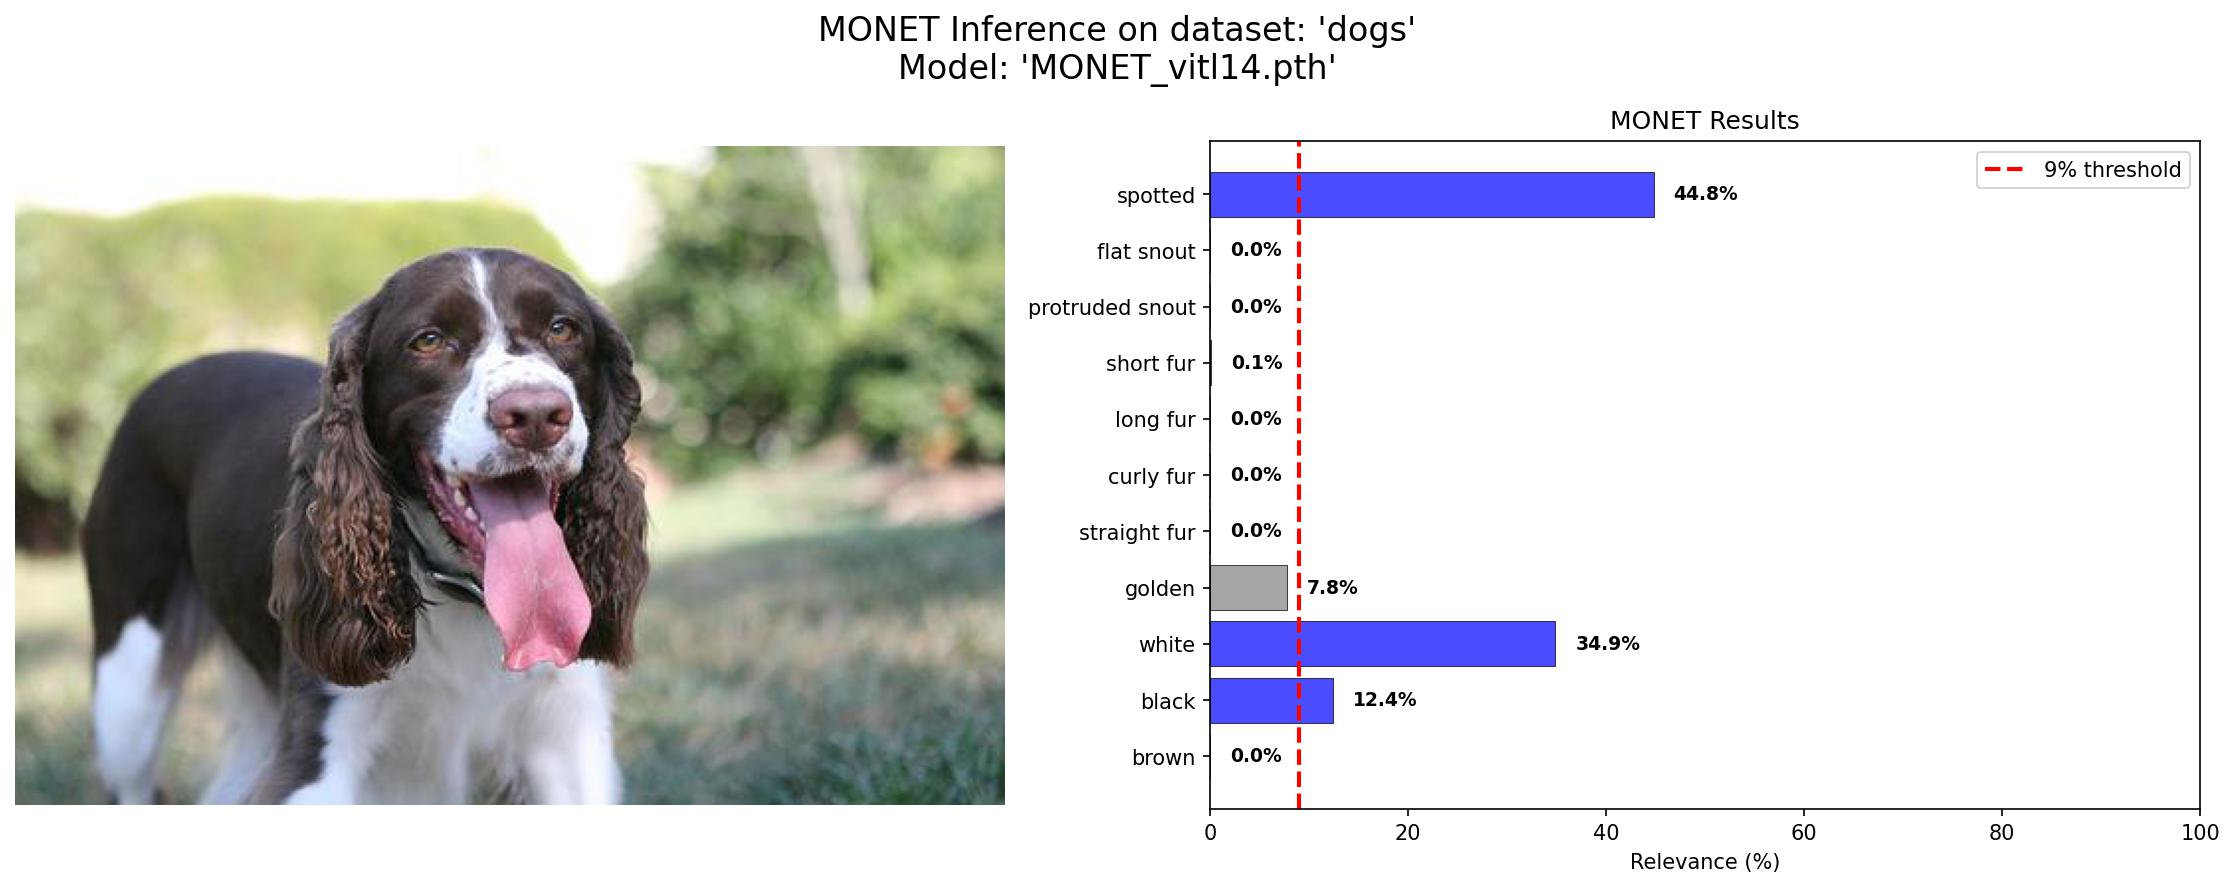 MONET Inference on dataset: 'dogs'
Model: 'MONET_vitl14.pth'
MONET Results
9% threshold
spotted 44.8%
flat snout 0.0%
protruded snout 0.0%
short fur 0.1%
long fur 0.0%
curly fur 0.0%
straight fur 0.0%
golden 7.8%
white 34.9%
black 12.4%
brown 0.0%
0 20 40 60 80 100
Relevance (%)